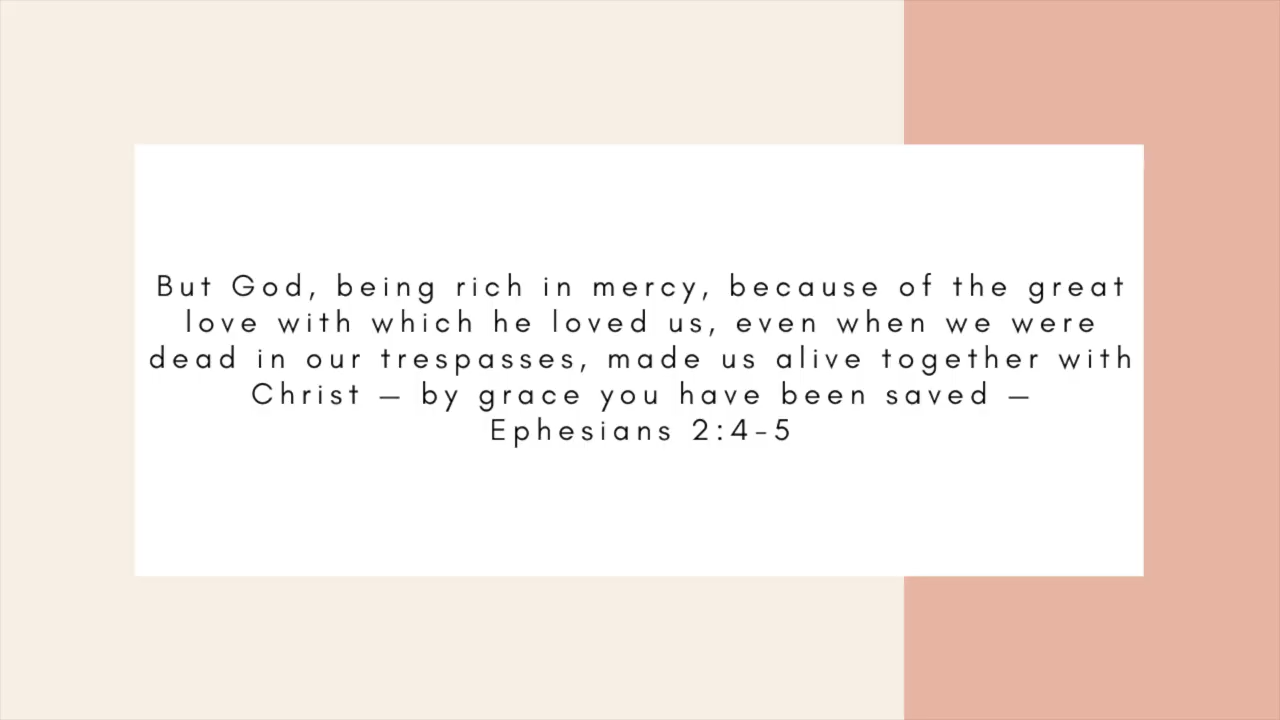 But God, being rich in mercy, because of the great
love with which he loved us, even when we were
dead in our trespasses, made us alive together with
Christ — by grace you have been saved —
Ephesians 2:4-5